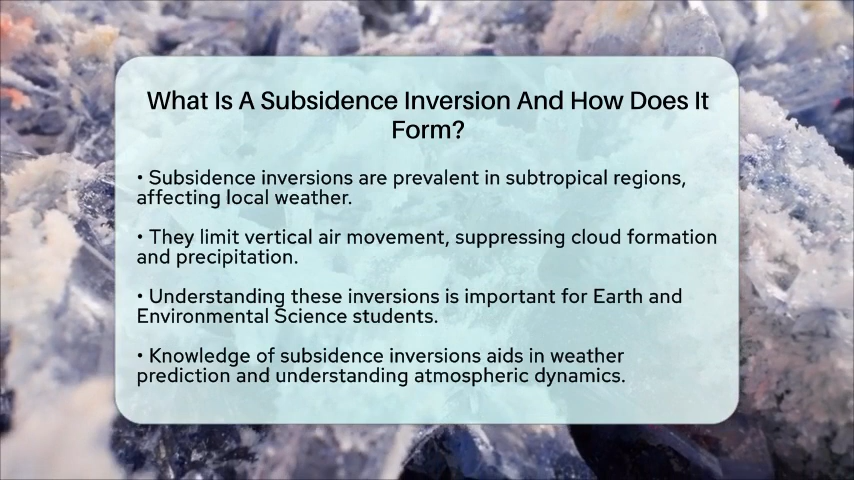 What Is A Subsidence Inversion And How Does It
Form?
• Subsidence inversions are prevalent in subtropical regions,
affecting local weather.
• They limit vertical air movement, suppressing cloud formation
and precipitation.
• Understanding these inversions is important for Earth and
Environmental Science students.
• Knowledge of subsidence inversions aids in weather
prediction and understanding atmospheric dynamics.